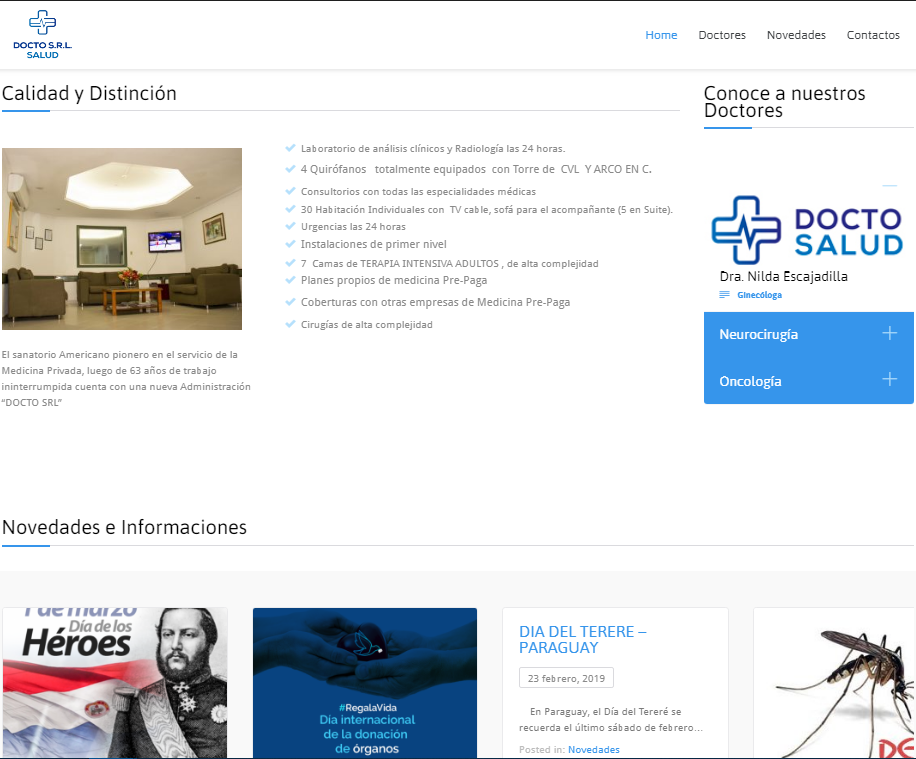 DOCTO S.R.L.
SALUD
Home
Doctores
Novedades
Contactos
Calidad y Distinción
Laboratorio de análisis clínicos y Radiología las 24 horas.
4 Quirófanos totalmente equipados con Torre de CVL Y ARCO EN C.
Consultorios con todas las especialidades médicas
30 Habitación Individuales con TV cable, sofá para el acompañante (5 en Suite).
Urgencias las 24 horas
Instalaciones de primer nivel
7 Camas de TERAPIA INTENSIVA ADULTOS , de alta complejidad
Planes propios de medicina Pre-Paga
Coberturas con otras empresas de Medicina Pre-Paga
Cirugías de alta complejidad
El sanatorio Americano pionero en el servicio de la
Medicina Privada, luego de 63 años de trabajo
ininterrumpida cuenta con una nueva Administración
“DOCTO SRL”
Conoce a nuestros
Doctores
DOCTO
SALUD
Dra. Nilda Escajadilla
Ginecóloga
Neurocirugía
Oncología
Novedades e Informaciones
1 de marzo
Día de los
Héroes
#RegalaVida
Día internacional
de la donación
de órganos
DIA DEL TERERE –
PARAGUAY
23 febrero, 2019
En Paraguay, el Día del Tereré se
recuerda el último sábado de febrero…
Posted in: Novedades
DE